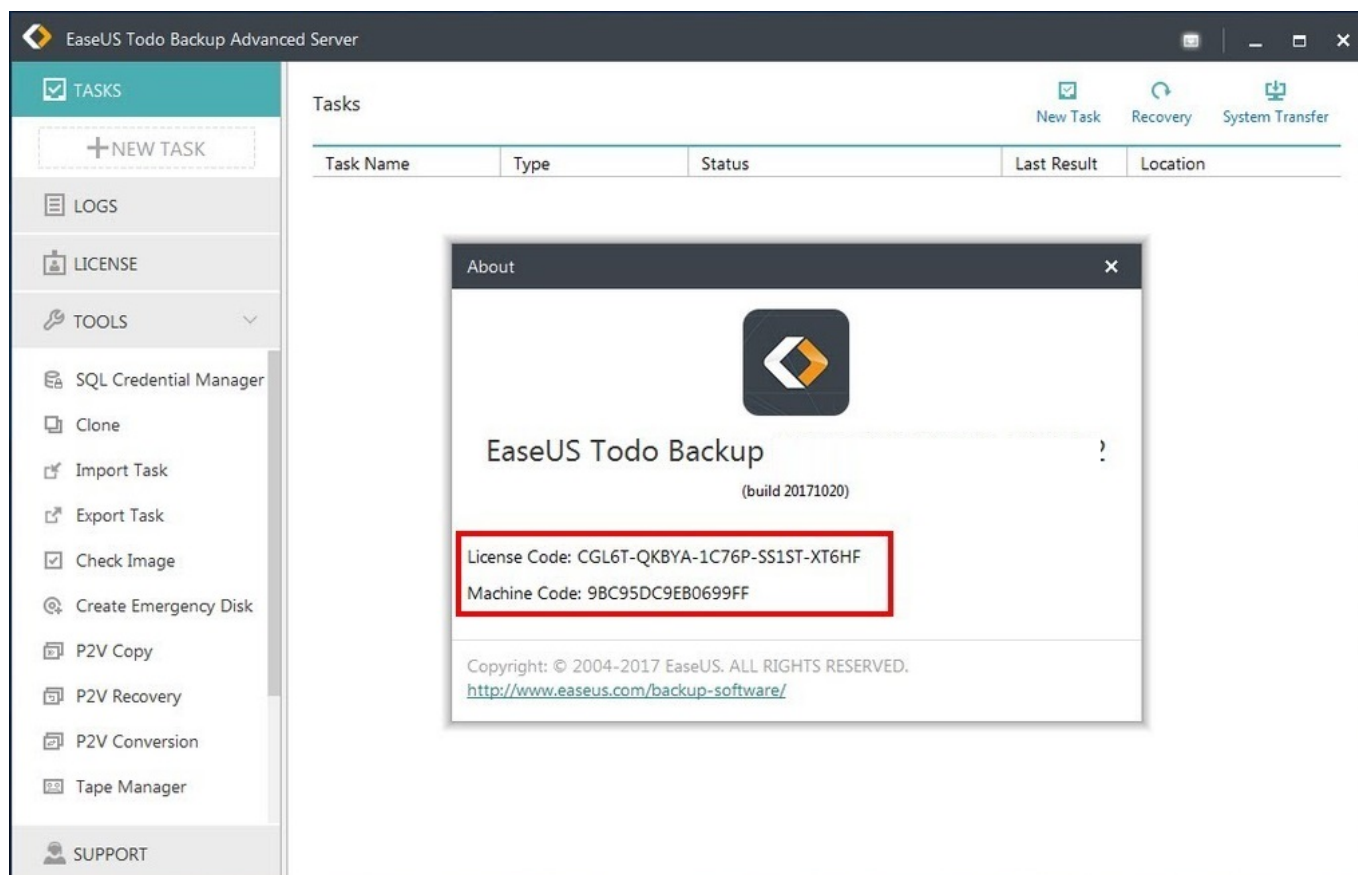 EaseUS Todo Backup Advanced Server
TASKS
NEW TASK
LOGS
LICENSE
TOOLS
SQL Credential Manager
Clone
Import Task
Export Task
Check Image
Create Emergency Disk
P2V Copy
P2V Recovery
P2V Conversion
Tape Manager
SUPPORT
Tasks
New Task Recovery System Transfer
Task Name Type Status Last Result Location
About
EaseUS Todo Backup
(build 20171020)
License Code: CGL6T-QKBYA-1C76P-SS1ST-XT6HF
Machine Code: 9BC95DC9EB0699FF
Copyright: © 2004-2017 EaseUS. ALL RIGHTS RESERVED.
http://www.easeus.com/backup-software/